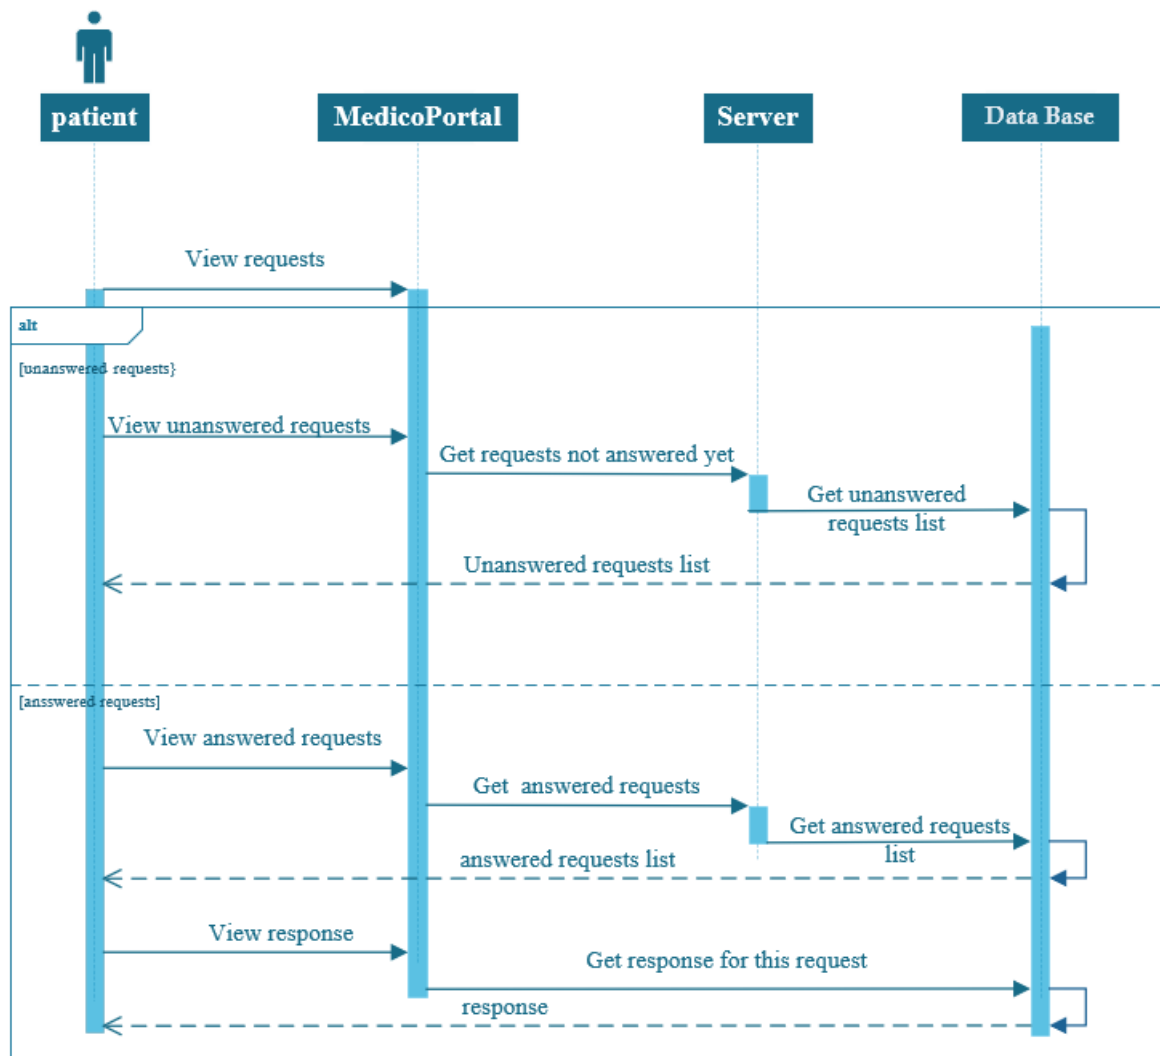 patient
MedicoPortal
Server
Data Base
View requests
alt
[unanswered requests}
View unanswered requests
Get requests not answered yet
Get unanswered
requests list
Unanswered requests list
[ansswered requests]
View answered requests
Get answered requests
Get answered requests
list
answered requests list
View response
Get response for this request
response